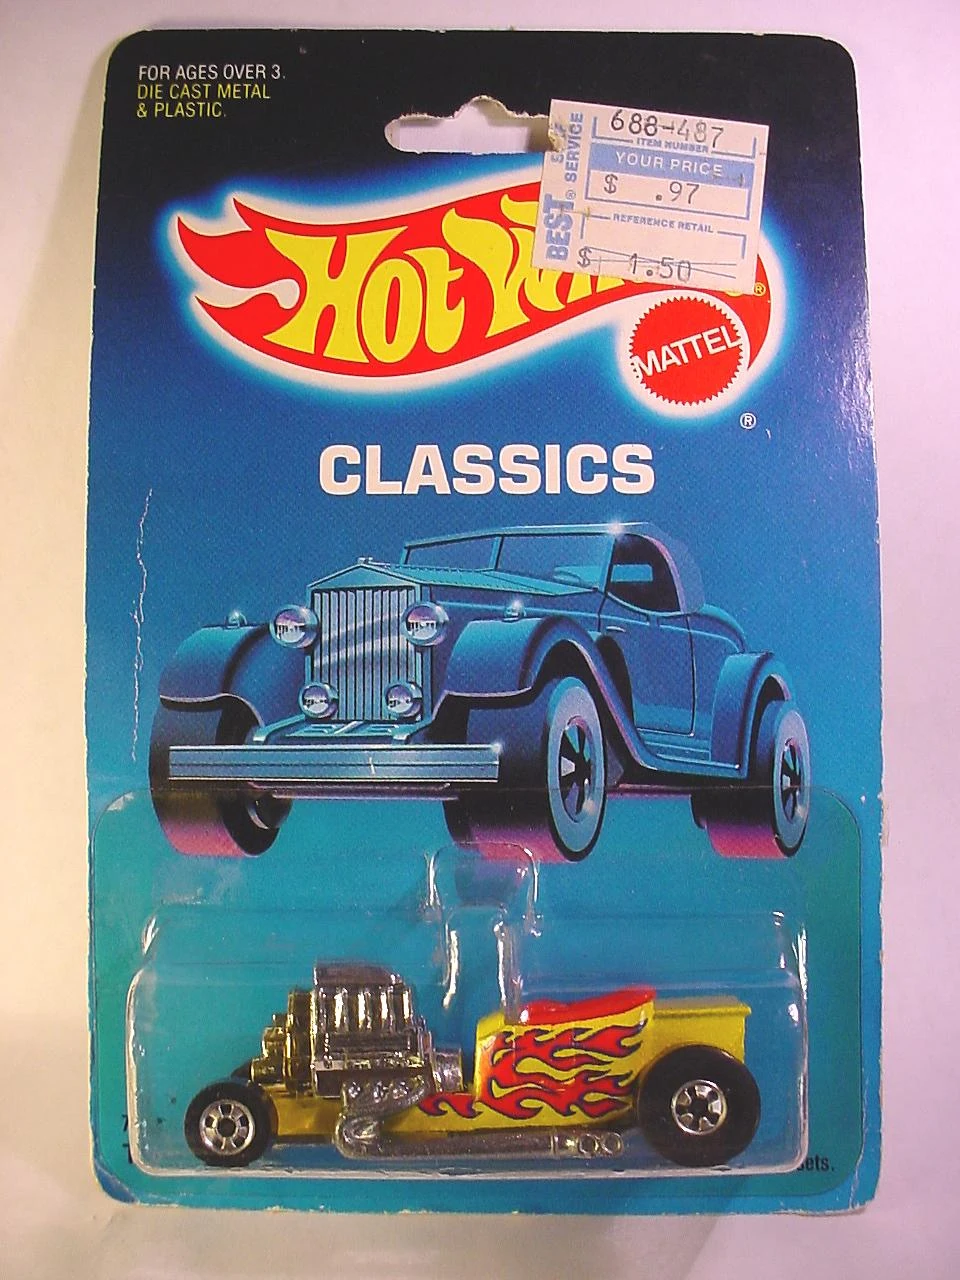 FOR AGES OVER 3.
DIE CAST METAL
& PLASTIC.
688-487
ITEM NUMBER
YOUR PRICE
$ .97
REFERENCE RETAIL
$ 1.50
BEST ® SERVICE
HOT
®
MATTEL
®
CLASSICS
sets.